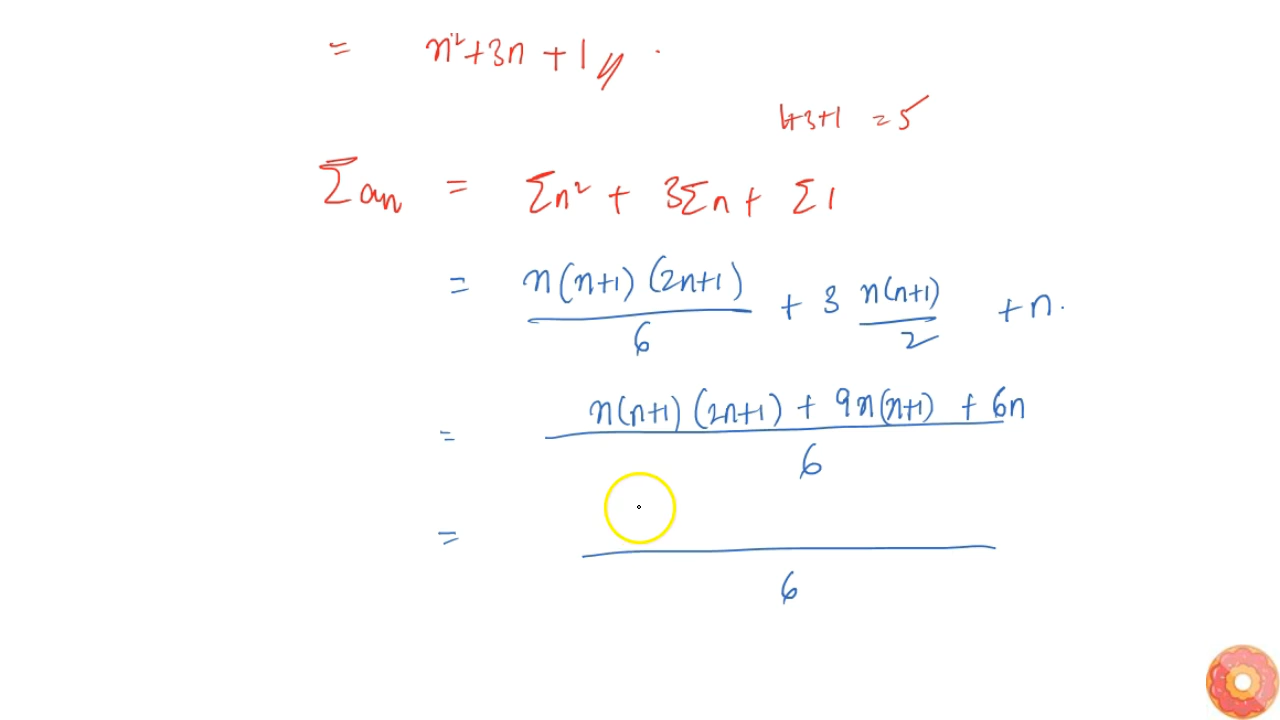 = n²+3n+1 .
1+3+1 = 5
Σan = Σn² + 3Σn + Σ1
= n(n+1)(2n+1)/6 + 3 n(n+1)/2 + n.
= n(n+1)(2n+1) + 9n(n+1) + 6n
6
=
6